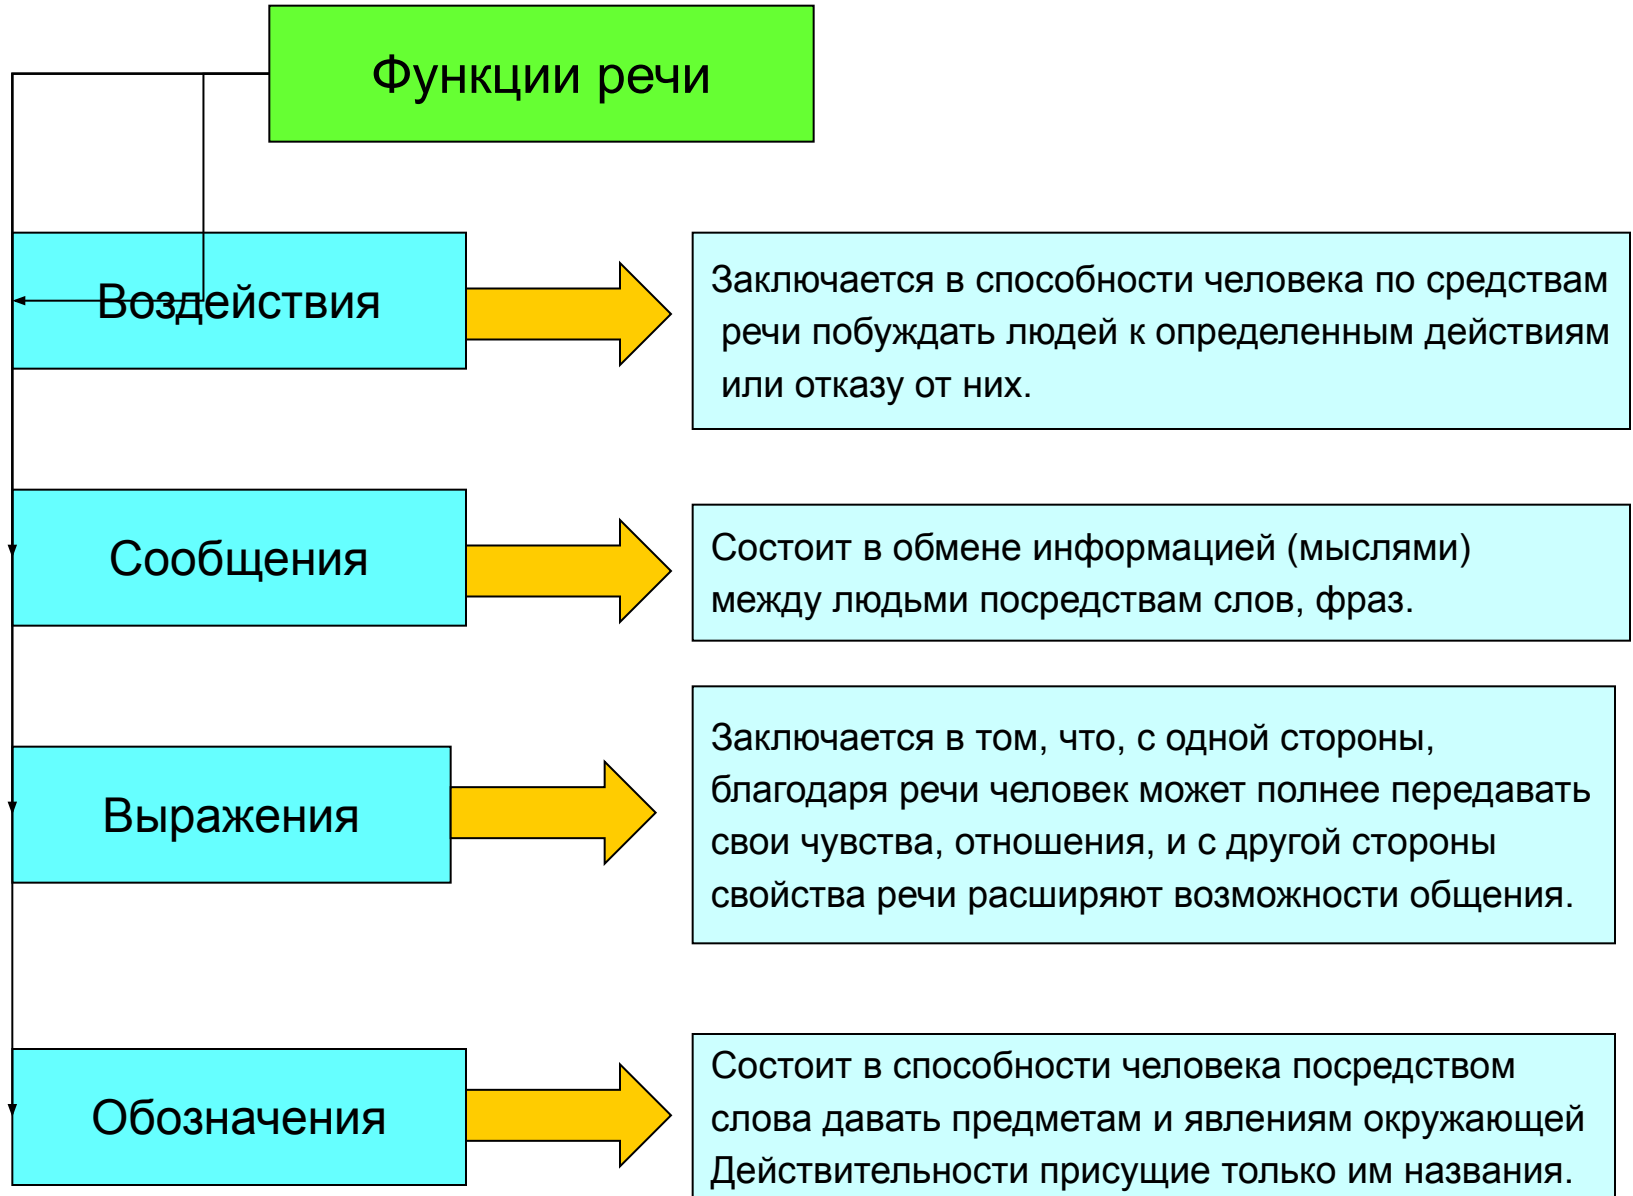 Функции речи
Воздействия
Заключается в способности человека по средствам
речи побуждать людей к определенным действиям
или отказу от них.
Сообщения
Состоит в обмене информацией (мыслями)
между людьми посредствам слов, фраз.
Выражения
Заключается в том, что, с одной стороны,
благодаря речи человек может полнее передавать
свои чувства, отношения, и с другой стороны
свойства речи расширяют возможности общения.
Обозначения
Состоит в способности человека посредством
слова давать предметам и явлениям окружающей
Действительности присущие только им названия.